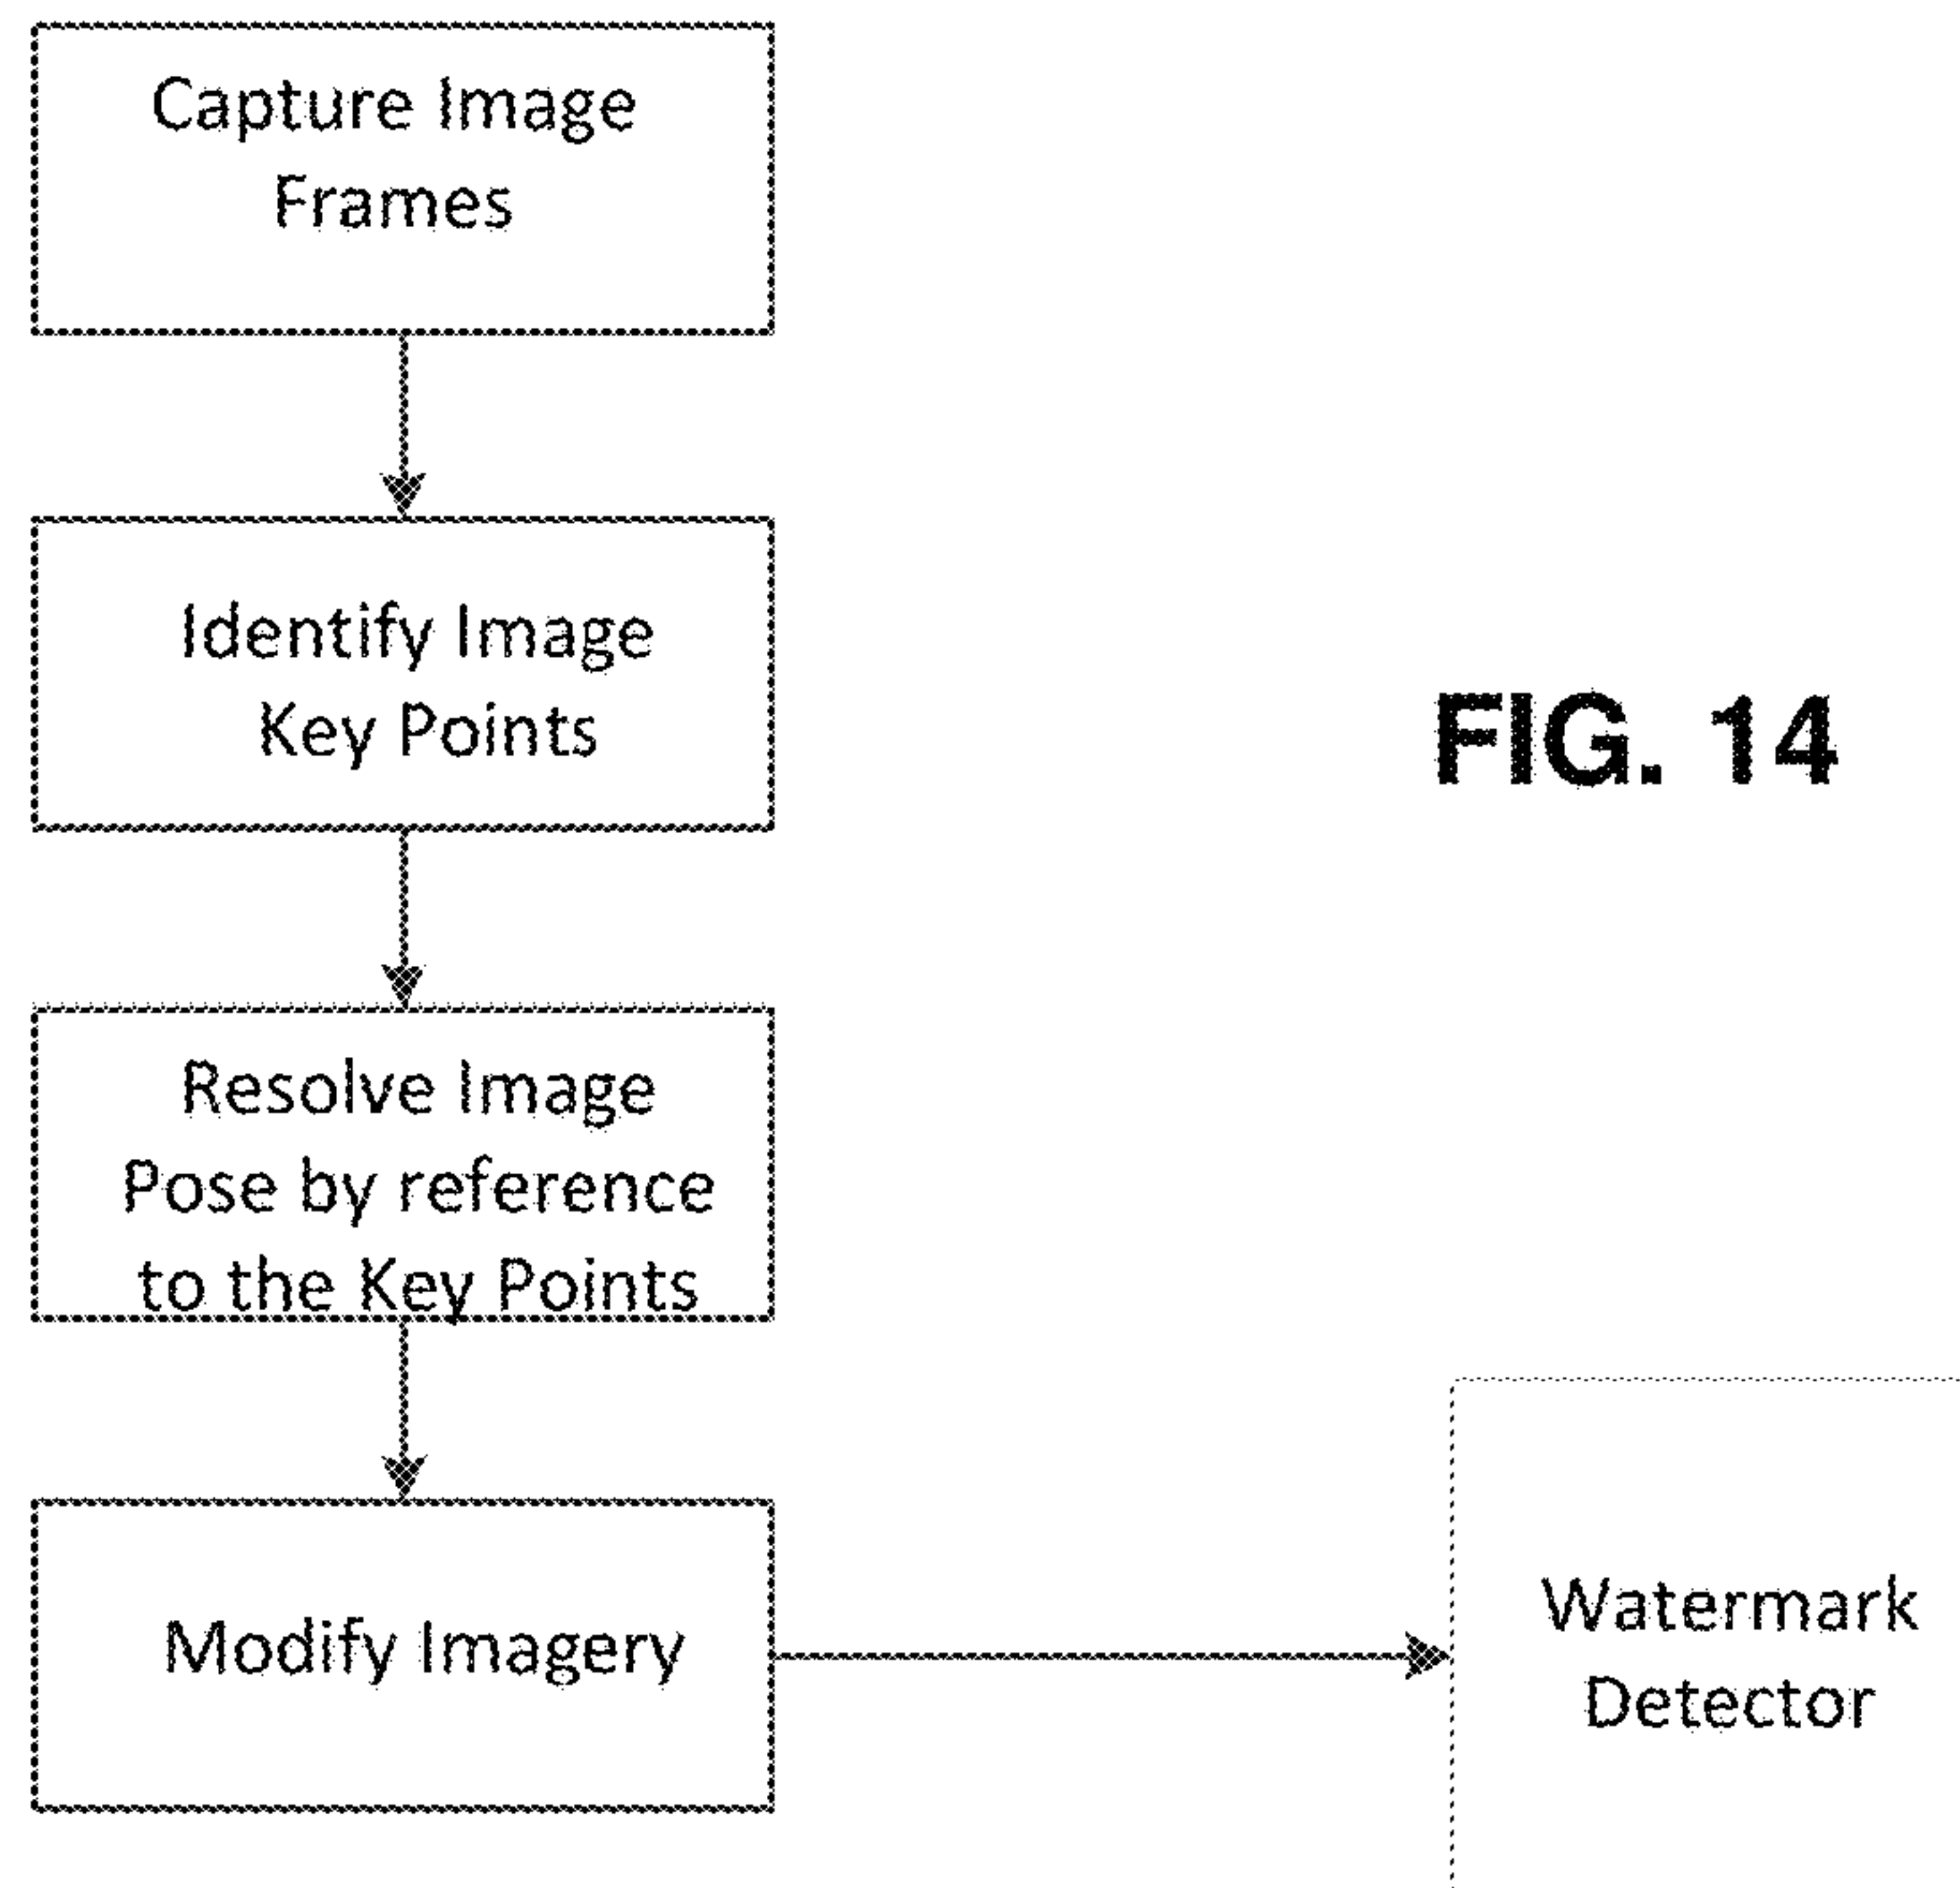 Capture Image
Frames
Identify Image
Key Points
FIG. 14
Resolve Image
Pose by reference
to the Key Points
Modify Imagery
Watermark
Detector